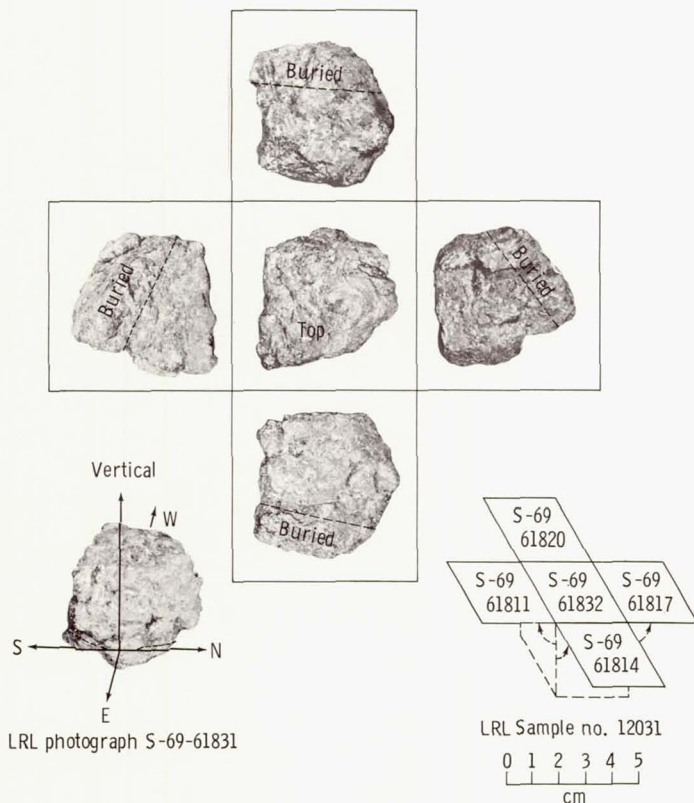 Buried
Buried
Top
Buried
Buried
Vertical
W
S
N
E
LRL photograph S-69-61831
S-69
61820
S-69
61811
S-69
61832
S-69
61817
S-69
61814
LRL Sample no. 12031
0 1 2 3 4 5
cm